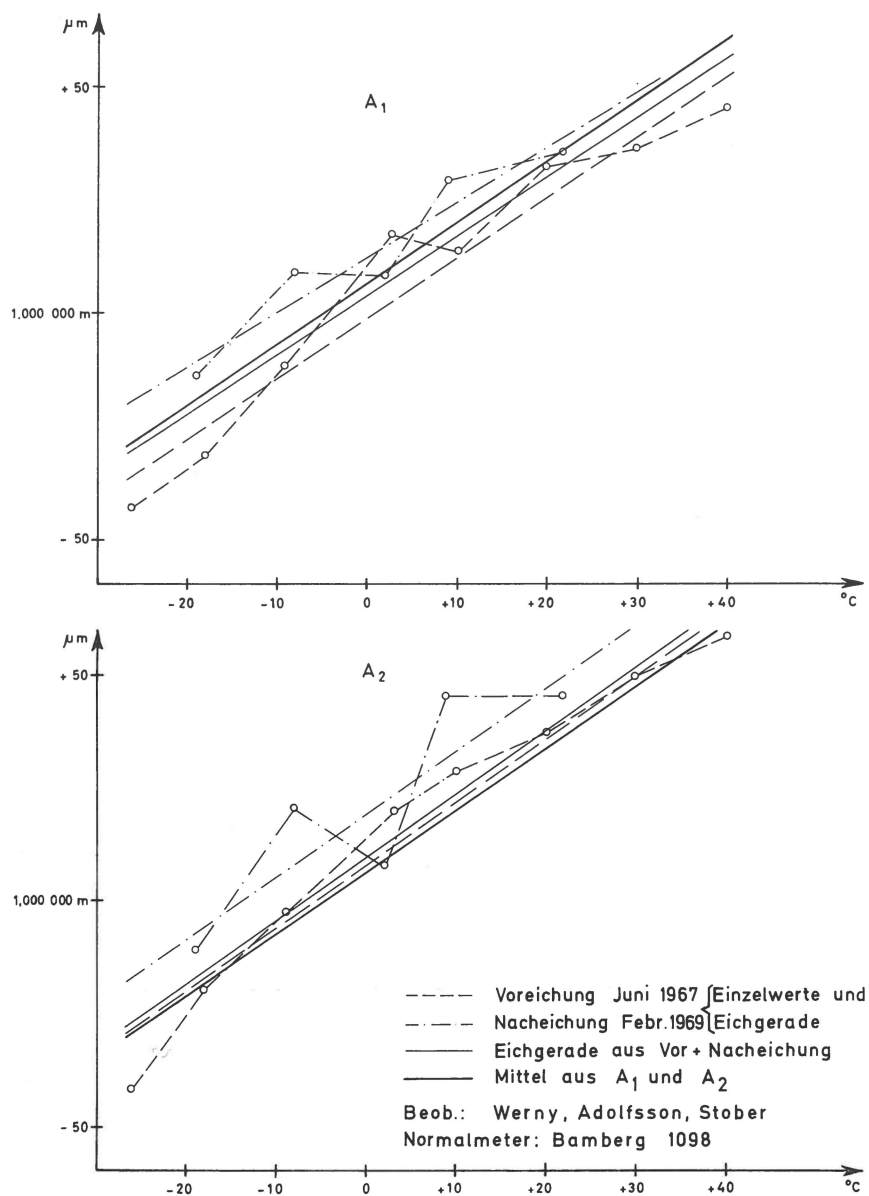 μm
+ 50
A1
1.000 000 m
- 50
-20 -10 0 +10 +20 +30 +40 °C
μm
+ 50
A2
1,000 000 m
Voreichung Juni 1967 { Einzelwerte und
Nacheichung Febr.1969 { Eichgerade
Eichgerade aus Vor + Nacheichung
Mittel aus A1 und A2
Beob.: Werny, Adolfsson, Stober
Normalmeter: Bamberg 1098
- 50
-20 -10 0 +10 +20 +30 +40 °C